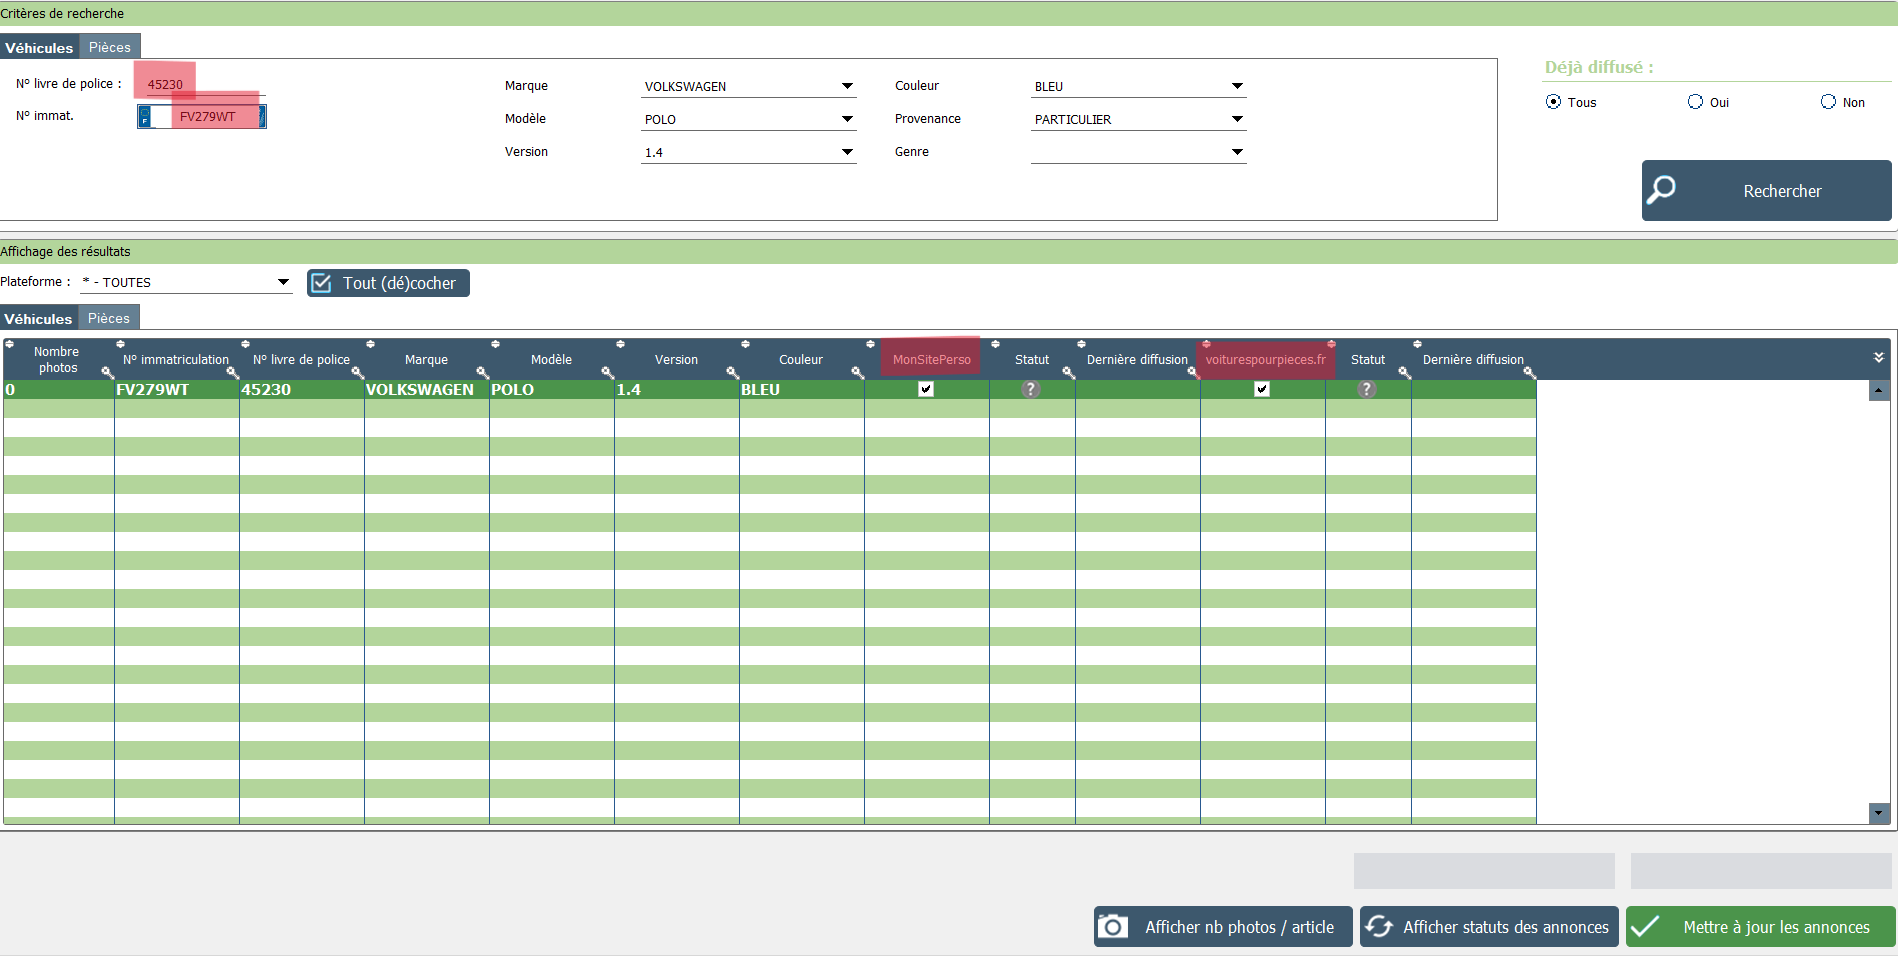 Critères de recherche
Véhicules Pièces
N° livre de police : 45230
N° immat. F FV279WT
Marque VOLKSWAGEN
Modèle POLO
Version 1.4
Couleur BLEU
Provenance PARTICULIER
Genre
Déjà diffusé :
Tous Oui Non
Rechercher
Affichage des résultats
Plateforme : * - TOUTES Tout (dé)cocher
Véhicules Pièces
Nombre photos N° immatriculation N° livre de police Marque Modèle Version Couleur MonSitePerso Statut Dernière diffusion voiturespourpieces.fr Statut Dernière diffusion
0 FV279WT 45230 VOLKSWAGEN POLO 1.4 BLEU ? ?
Afficher nb photos / article Afficher statuts des annonces Mettre à jour les annonces